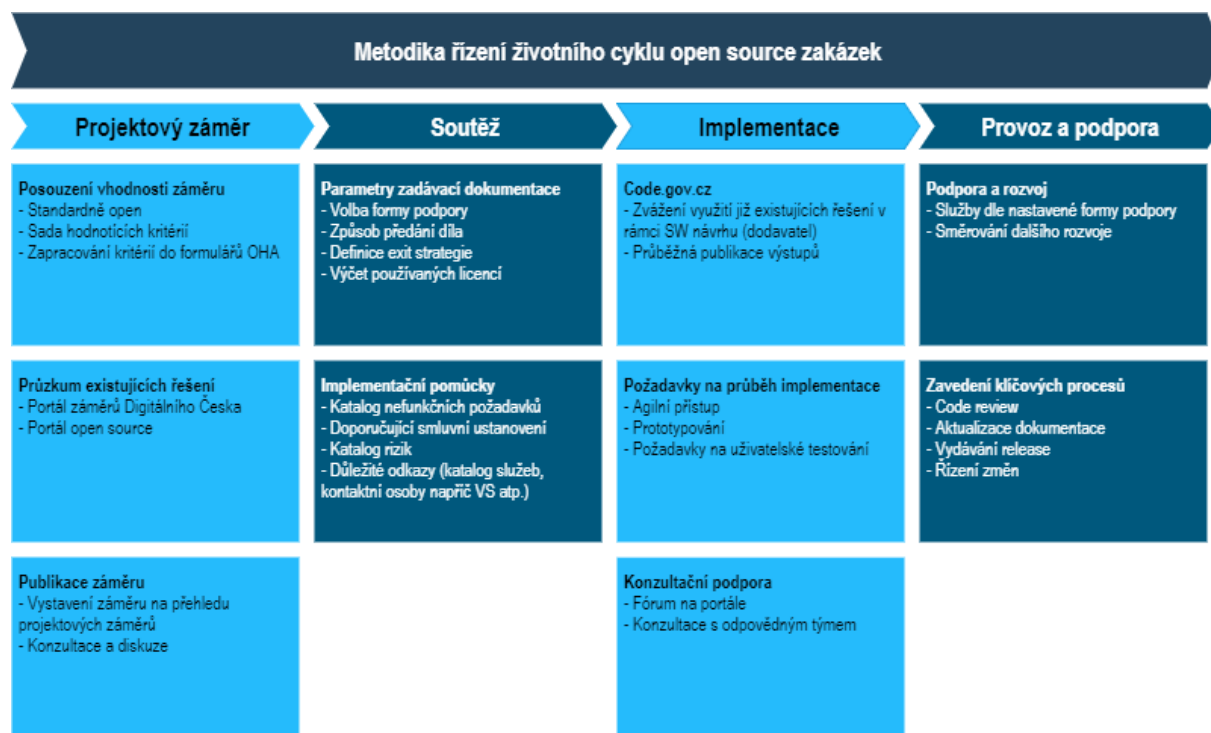 Metodika řízení životního cyklu open source zakázek
Projektový záměr
Soutěž
Implementace
Provoz a podpora
Posouzení vhodnosti záměru
- Standardně open
- Sada hodnotících kritérií
- Zapracování kritérií do formulářů OHA
Parametry zadávací dokumentace
- Volba formy podpory
- Způsob předání díla
- Definice exit strategie
- Výčet používaných licencí
Code.gov.cz
- Zvážení využití již existujících řešení v
rámci SW návrhu (dodavatel)
- Průběžná publikace výstupů
Podpora a rozvoj
- Služby dle nastavené formy podpory
- Směrování dalšího rozvoje
Průzkum existujících řešení
- Portál záměrů Digitálního Česka
- Portál open source
Implementační pomůcky
- Katalog nefunkčních požadavků
- Doporučující smluvní ustanovení
- Katalog rizik
- Důležité odkazy (katalog služeb,
kontaktní osoby napříč VS atp.)
Požadavky na průběh implementace
- Agilní přístup
- Prototypování
- Požadavky na uživatelské testování
Zavedení klíčových procesů
- Code review
- Aktualizace dokumentace
- Vydávání release
- Řízení změn
Publikace záměru
- Vystavení záměru na přehledu
projektových záměrů
- Konzultace a diskuze
Konzultační podpora
- Fórum na portále
- Konzultace s odpovědným týmem